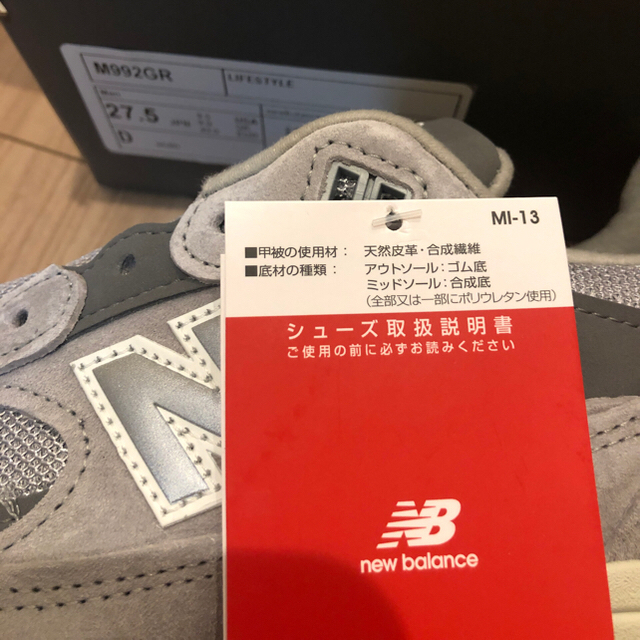 M992GR
LIFESTYLE
27.5
D
MI-13
■甲被の使用材： 天然皮革・合成繊維
■底材の種類： アウトソール：ゴム底
ミッドソール：合成底
(全部又は一部にポリウレタン使用)
シューズ取扱説明書
ご使用の前に必ずお読みください
NB
new balance
N